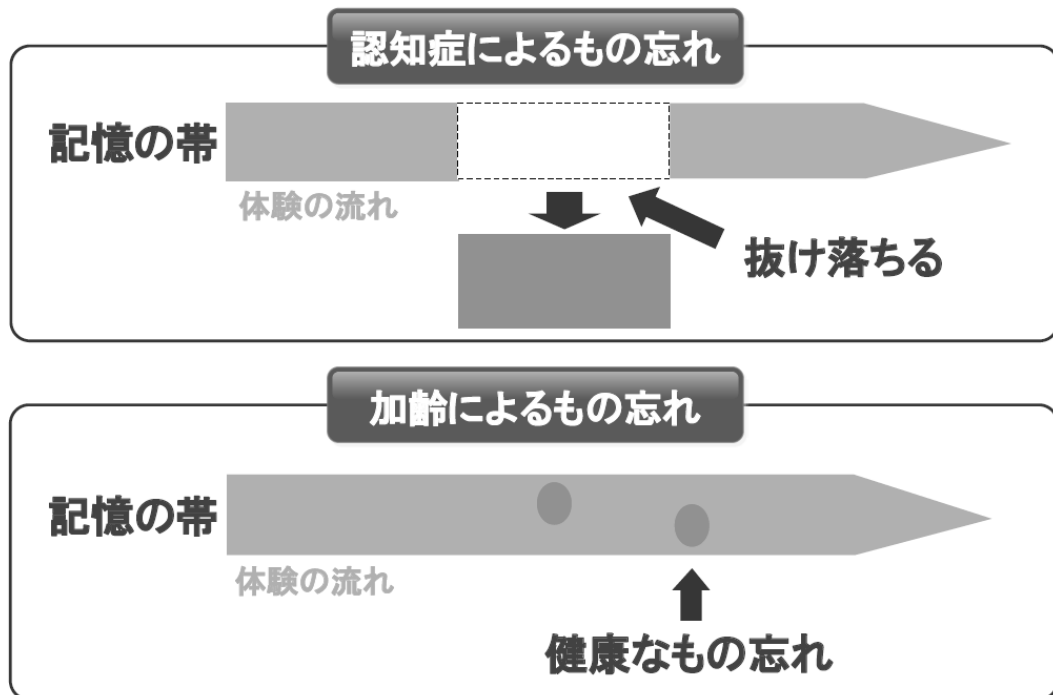 認知症によるもの忘れ
記憶の帯
体験の流れ
抜け落ちる
加齢によるもの忘れ
記憶の帯
体験の流れ
健康なもの忘れ